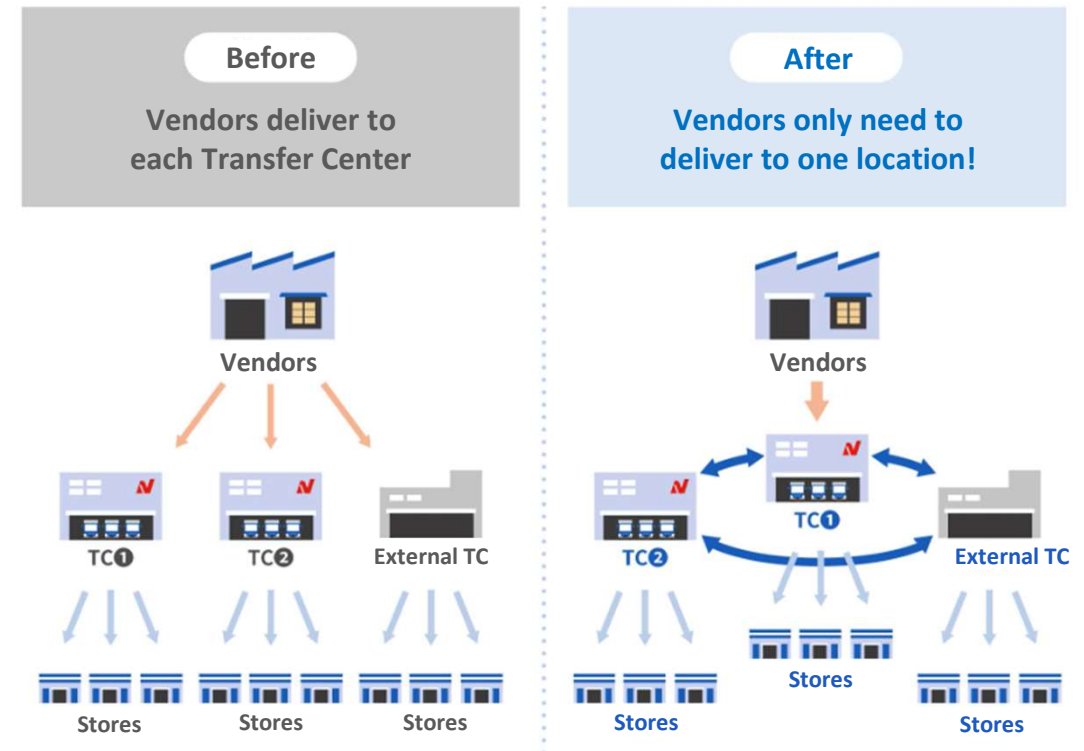 Before
Vendors deliver to
each Transfer Center
Vendors
TC❶
TC❷
External TC
Stores
Stores
Stores
After
Vendors only need to
deliver to one location!
Vendors
TC❶
TC❷
External TC
Stores
Stores
Stores